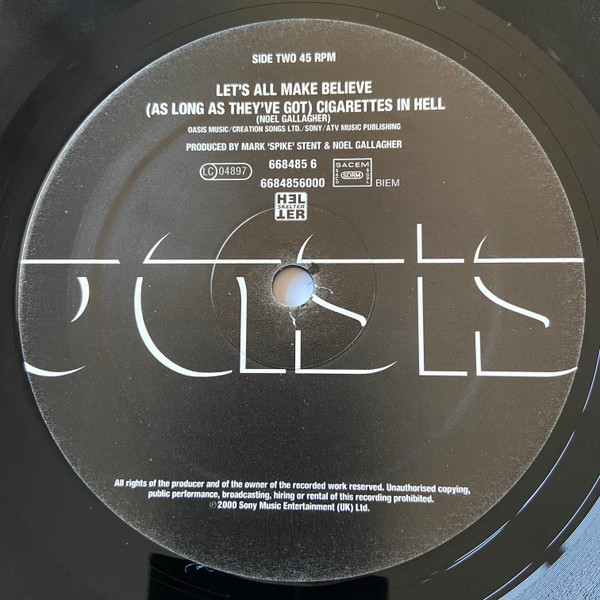 SIDE TWO 45 RPM
LET'S ALL MAKE BELIEVE
(AS LONG AS THEY'VE GOT) CIGARETTES IN HELL
(NOEL GALLAGHER)
OASIS MUSIC/CREATION SONGS LTD./SONY/ATV MUSIC PUBLISHING
PRODUCED BY MARK 'SPIKE' STENT & NOEL GALLAGHER
LC 04897
668485 6
6684856000
SACEM
SDRM
BIEM
HEL
SKELTER
TER
oasis
All rights of the producer and of the owner of the recorded work reserved. Unauthorised copying,
public performance, broadcasting, hiring or rental of this recording prohibited.
℗2000 Sony Music Entertainment (UK) Ltd.